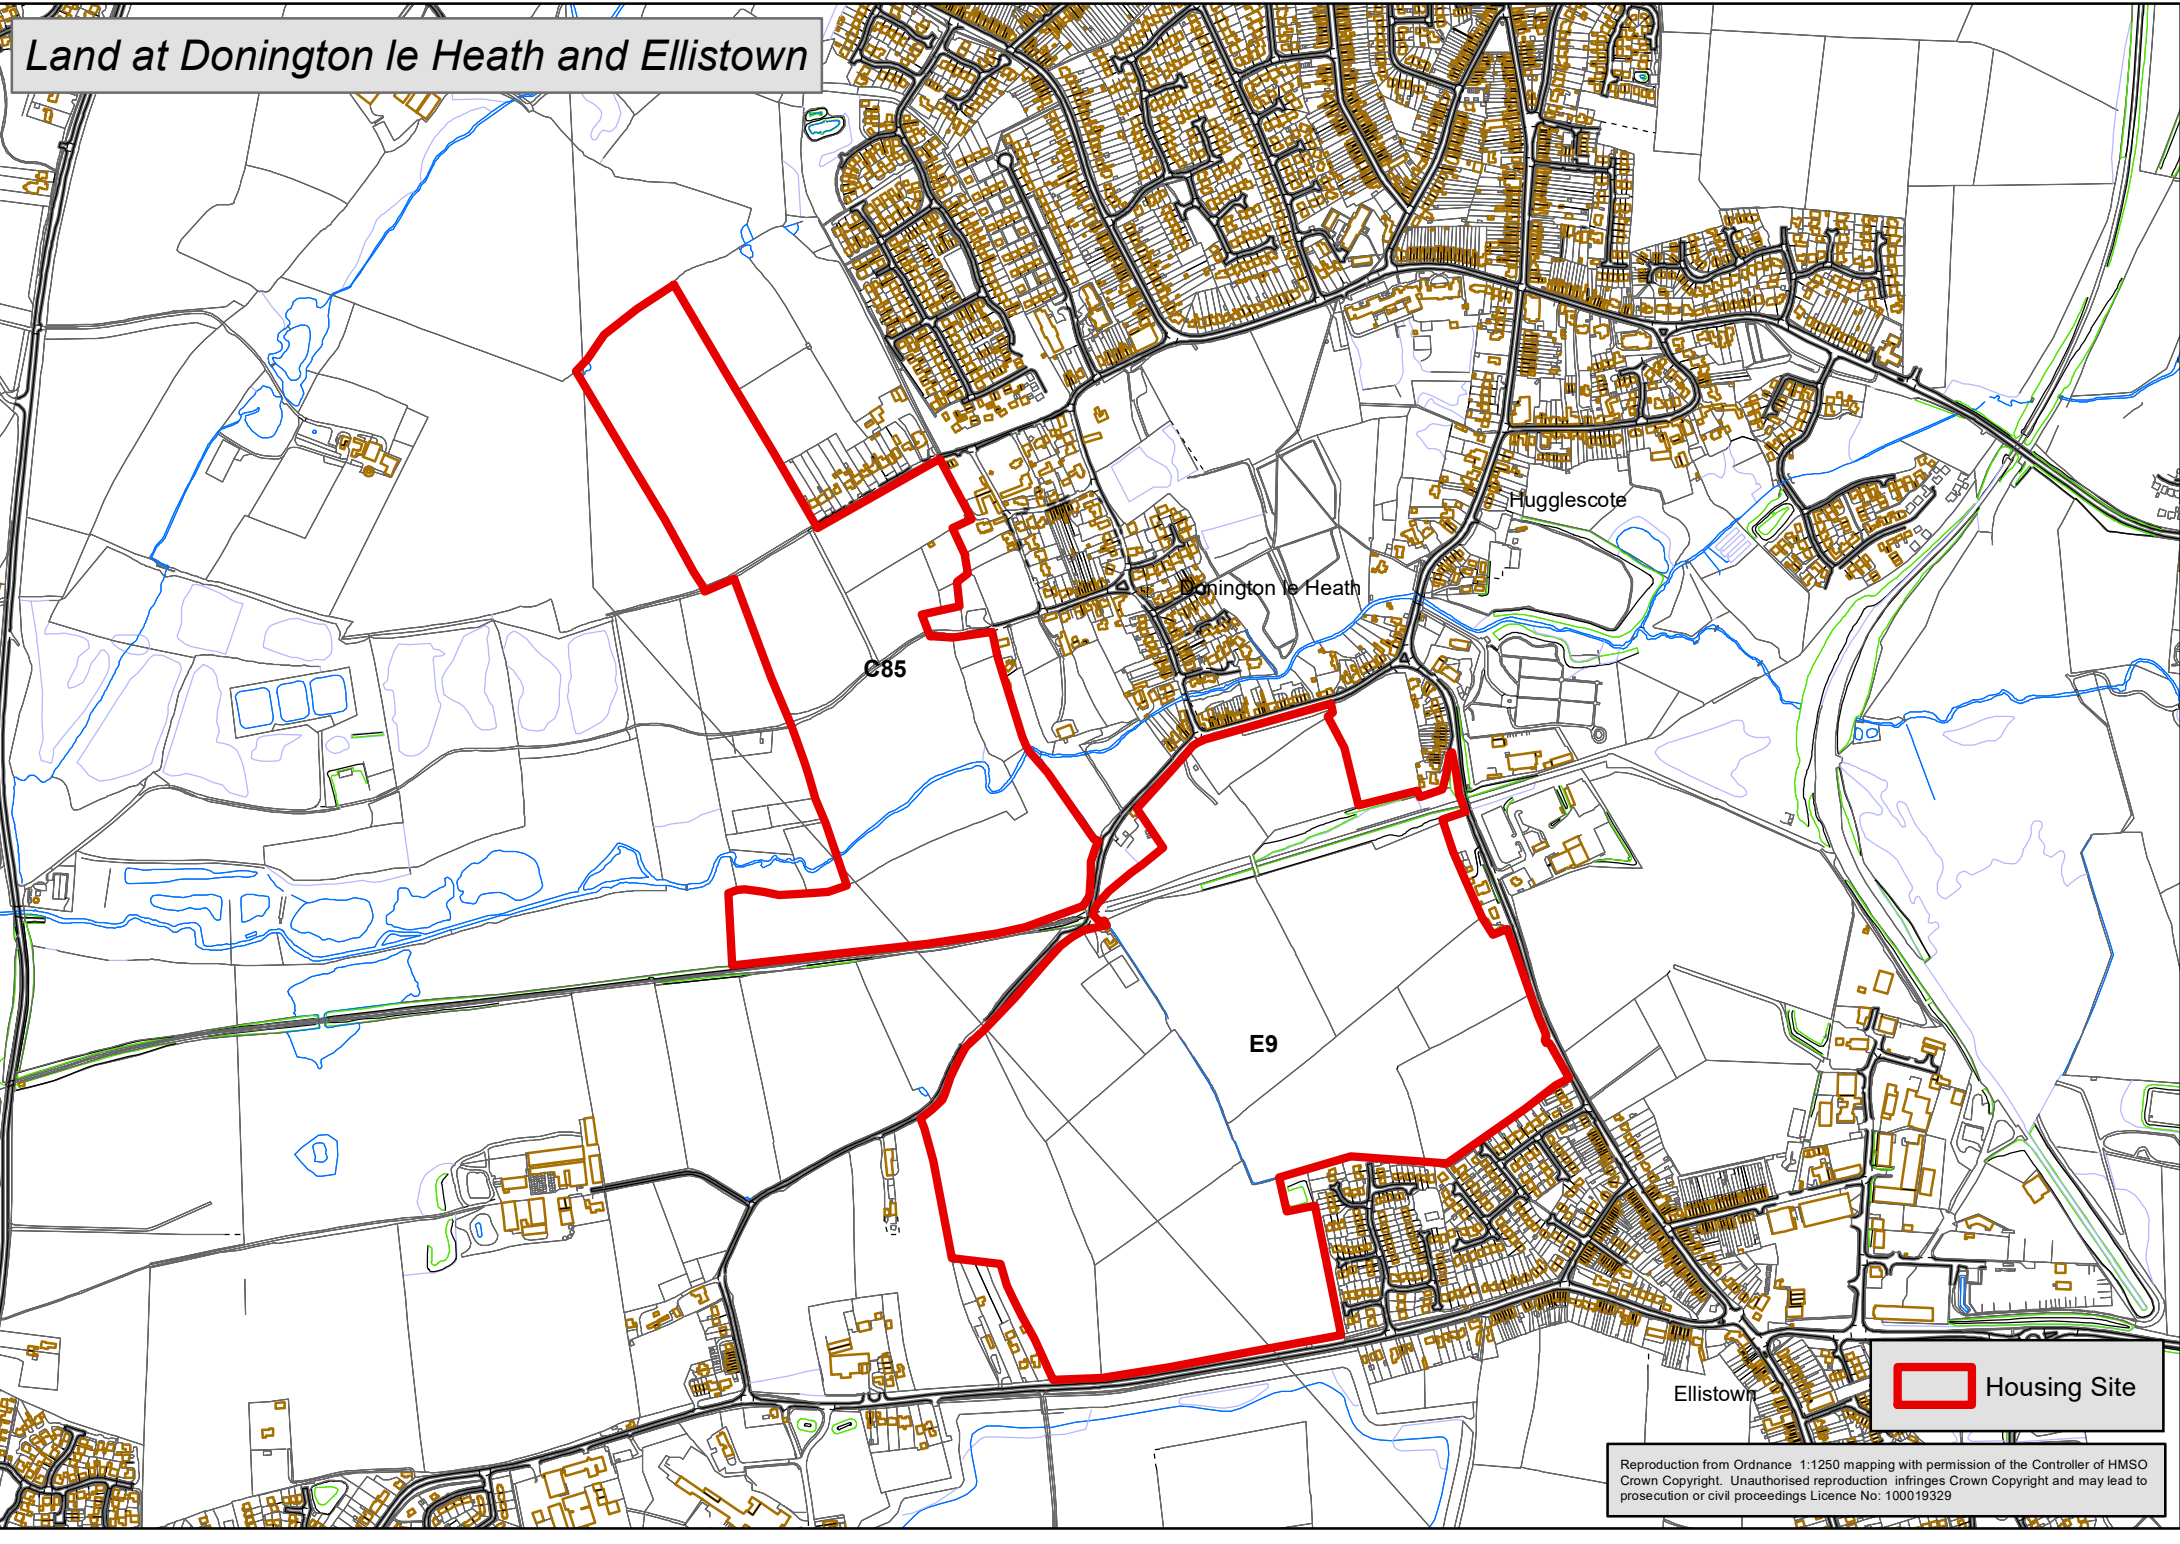 Land at Donington le Heath and Ellistown
Hugglescote
Donington le Heath
C85
E9
Ellistown
Housing Site
Reproduction from Ordnance 1:1250 mapping with permission of the Controller of HMSO
Crown Copyright. Unauthorised reproduction infringes Crown Copyright and may lead to
prosecution or civil proceedings Licence No: 100019329